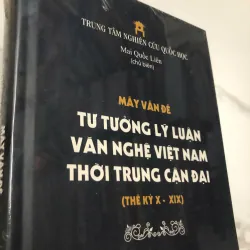 TRUNG TÂM NGHIÊN CỨU QUỐC HỌC
Mai Quốc Liên
(chủ biên)
MẤY VẤN ĐỀ
TƯ TƯỞNG LÝ LUẬN
VĂN NGHỆ VIỆT NAM
THỜI TRUNG CẬN ĐẠI
(THẾ KỶ X - XIX)